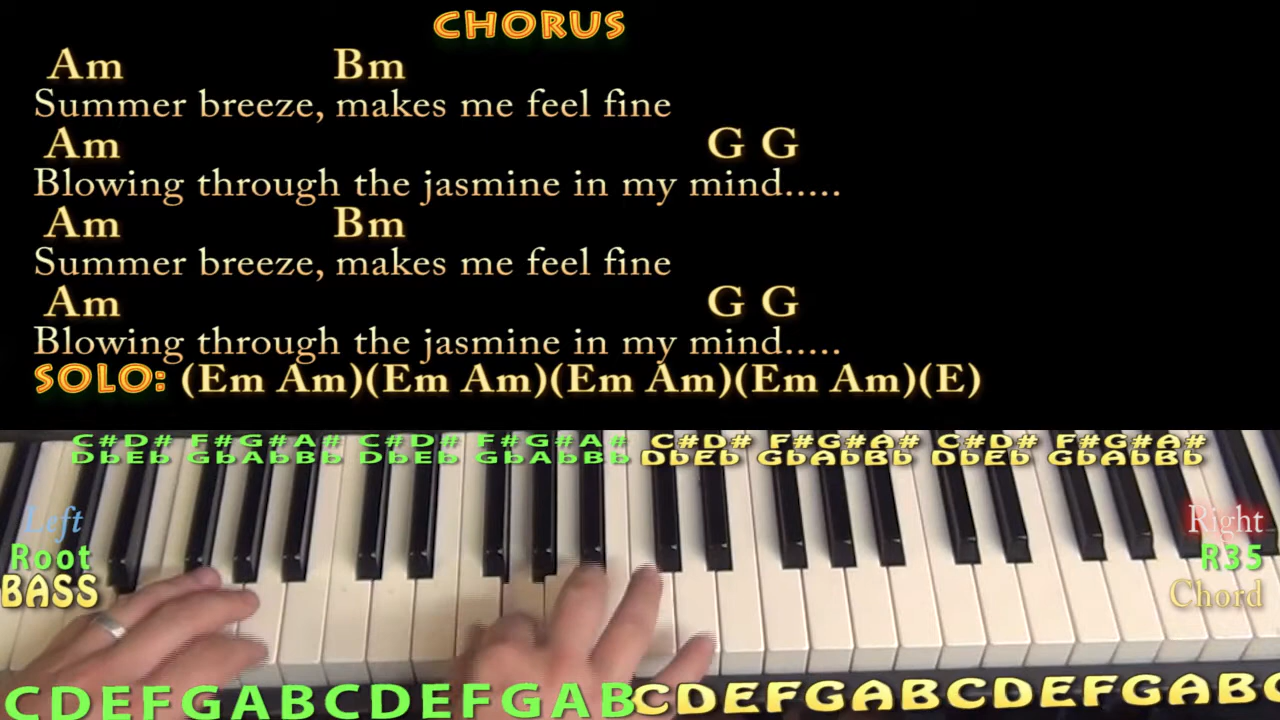 CHORUS
Am Bm
Summer breeze, makes me feel fine
Am G G
Blowing through the jasmine in my mind.....
Am Bm
Summer breeze, makes me feel fine
Am G G
Blowing through the jasmine in my mind.....
SOLO: (Em Am)(Em Am)(Em Am)(Em Am)(E)
C#D# F#G#A# C#D# F#G#A# C#D# F#G#A# C#D# F#G#A#
DbEb GbAbBb DbEb GbAbBb DbEb GbAbBb DbEb GbAbBb
Left Right
Root R35
BASS Chord
CDEFGABCDEFGABCDEFGABCDEFGABC